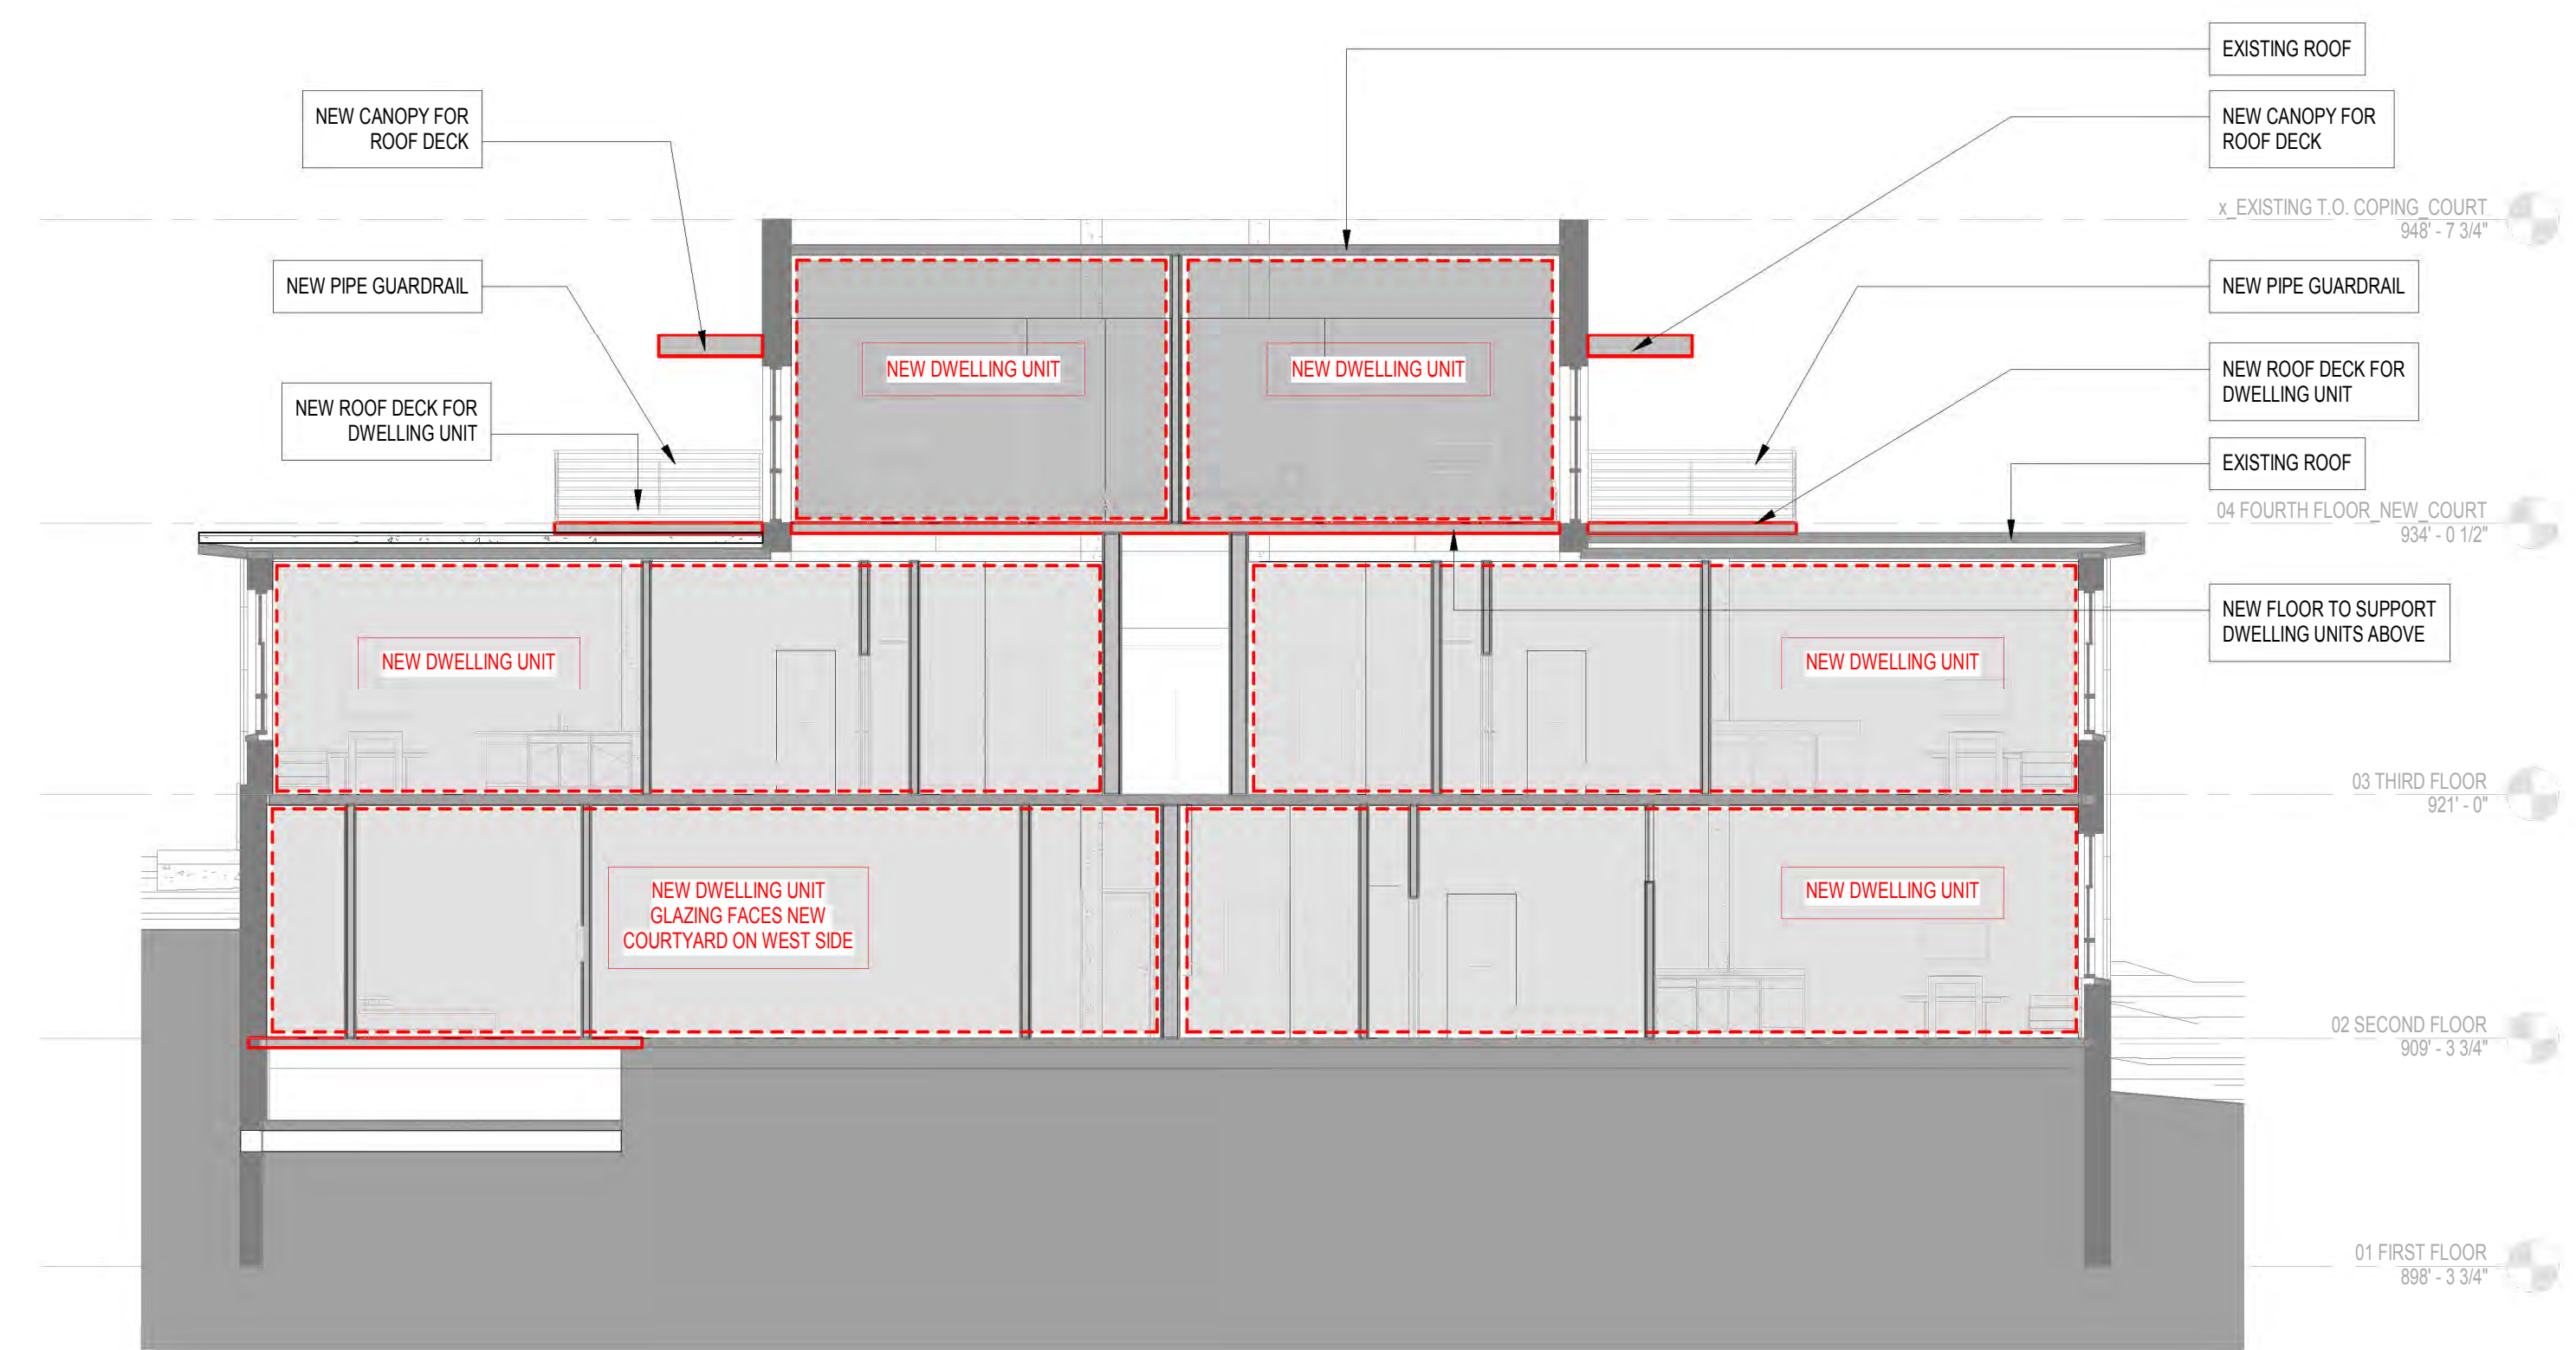 EXISTING ROOF
NEW CANOPY FOR
ROOF DECK
NEW CANOPY FOR
ROOF DECK
x_EXISTING T.O. COPING_COURT
948' - 7 3/4"
NEW PIPE GUARDRAIL
NEW PIPE GUARDRAIL
NEW DWELLING UNIT
NEW DWELLING UNIT
NEW ROOF DECK FOR
DWELLING UNIT
NEW ROOF DECK FOR
DWELLING UNIT
EXISTING ROOF
04 FOURTH FLOOR_NEW_COURT
934' - 0 1/2"
NEW FLOOR TO SUPPORT
DWELLING UNITS ABOVE
NEW DWELLING UNIT
NEW DWELLING UNIT
03 THIRD FLOOR
921' - 0"
NEW DWELLING UNIT
GLAZING FACES NEW
COURTYARD ON WEST SIDE
NEW DWELLING UNIT
02 SECOND FLOOR
909' - 3 3/4"
01 FIRST FLOOR
898' - 3 3/4"